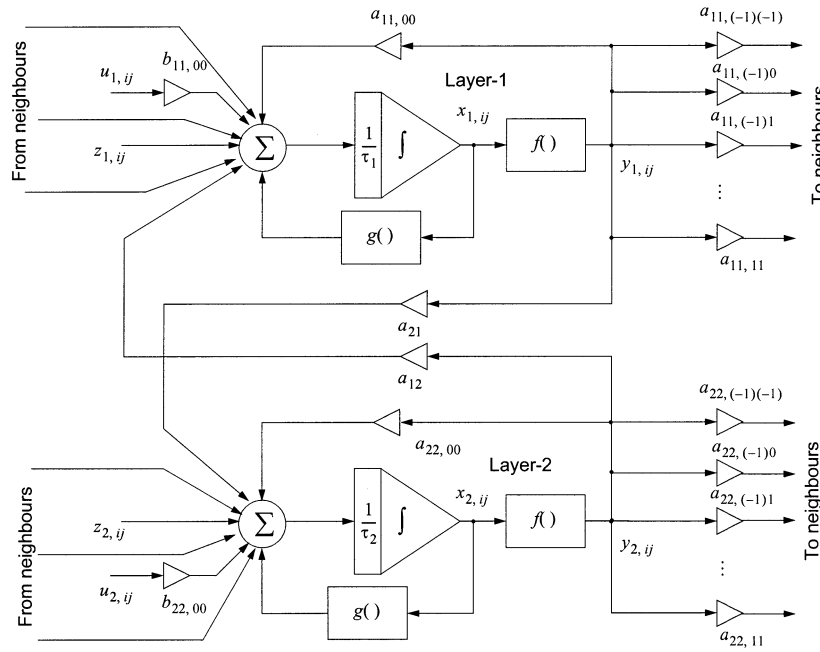 a11, 00
a11, (−1)(−1)
From neighbours
u1, ij
b11, 00
Layer-1
a11, (−1)0
z1, ij
Σ
1/τ1
∫
x1, ij
f()
a11, (−1)1
y1, ij
⋮
g()
a11, 11
To neighbours
a21
a12
a22, (−1)(−1)
a22, 00
Layer-2
a22, (−1)0
From neighbours
z2, ij
Σ
1/τ2
∫
x2, ij
f()
a22, (−1)1
y2, ij
⋮
u2, ij
b22, 00
g()
a22, 11
To neighbours